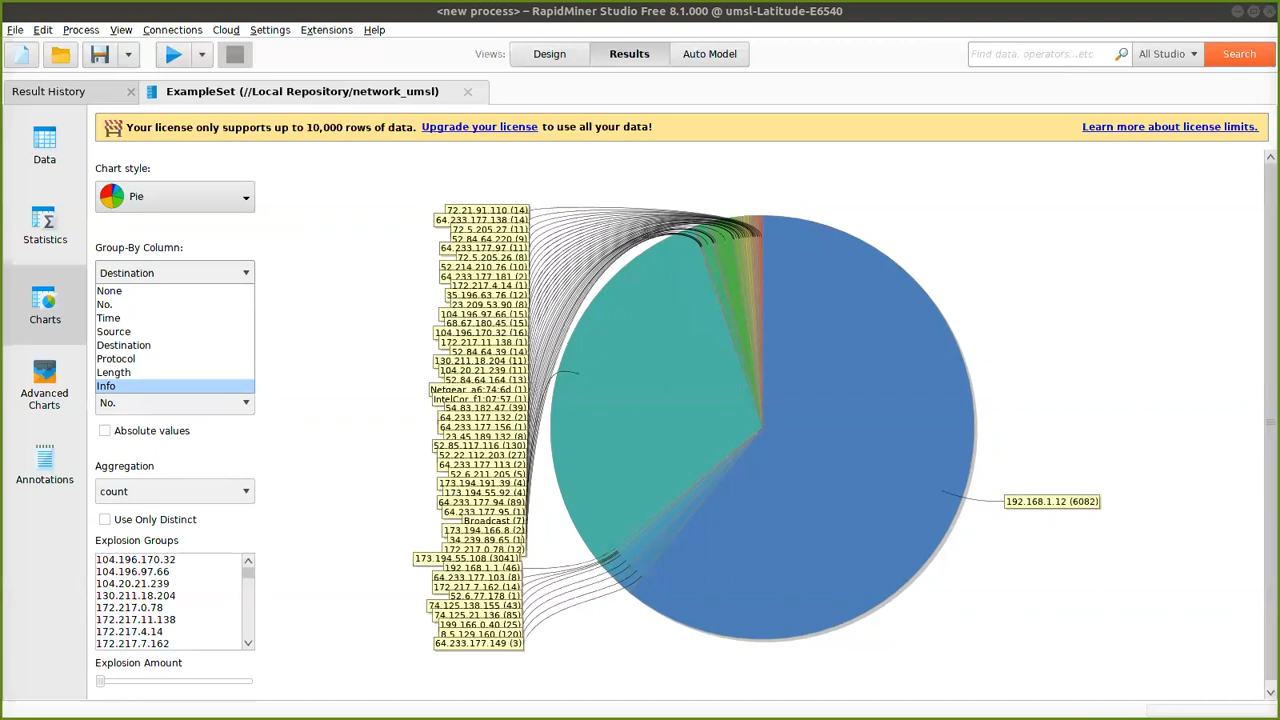 <new process> – RapidMiner Studio Free 8.1.000 @ umsl-Latitude-E6540
File Edit Process View Connections Cloud Settings Extensions Help
Views: Design Results Auto Model Find data, operators...etc All Studio Search
Result History ExampleSet (//Local Repository/network_umsl)
Your license only supports up to 10,000 rows of data. Upgrade your license to use all your data! Learn more about license limits.
Data
Statistics
Charts
Advanced
Charts
Annotations
Chart style:
Pie
Group-By Column:
Destination
None
No.
Time
Source
Destination
Protocol
Length
Info
No.
Absolute values
Aggregation
count
Use Only Distinct
Explosion Groups
104.196.170.32
104.196.97.66
104.20.21.239
130.211.18.204
172.217.0.78
172.217.11.138
172.217.4.14
172.217.7.162
Explosion Amount
72.21.91.110 (14)
64.233.177.138 (14)
72.5.205.27 (11)
52.84.64.220 (9)
64.233.177.97 (11)
72.5.205.26 (8)
52.214.210.76 (10)
64.233.177.181 (2)
172.217.4.14 (1)
35.196.63.76 (12)
23.209.53.90 (8)
104.196.97.66 (15)
68.67.180.45 (15)
104.196.170.32 (16)
172.217.11.138 (1)
52.84.64.39 (14)
130.211.18.204 (11)
104.20.21.239 (11)
52.84.64.164 (13)
Netgear_a6:74:6d (1)
IntelCor_f1:07:57 (1)
54.83.182.47 (39)
64.233.177.132 (2)
64.233.177.156 (1)
23.45.189.132 (8)
52.85.117.116 (130)
52.22.112.203 (27)
64.233.177.113 (2)
52.6.211.205 (5)
173.194.191.39 (4)
173.194.55.92 (4)
64.233.177.94 (89)
64.233.177.95 (1)
Broadcast (7)
173.194.166.8 (2)
34.239.89.65 (1)
172.217.0.78 (12)
173.194.55.108 (3041)
192.168.1.1 (46)
64.233.177.103 (8)
172.217.7.162 (14)
52.6.77.178 (1)
74.125.138.155 (43)
74.125.21.136 (85)
199.166.0.40 (25)
8.5.129.160 (120)
64.233.177.149 (3)
192.168.1.12 (6082)